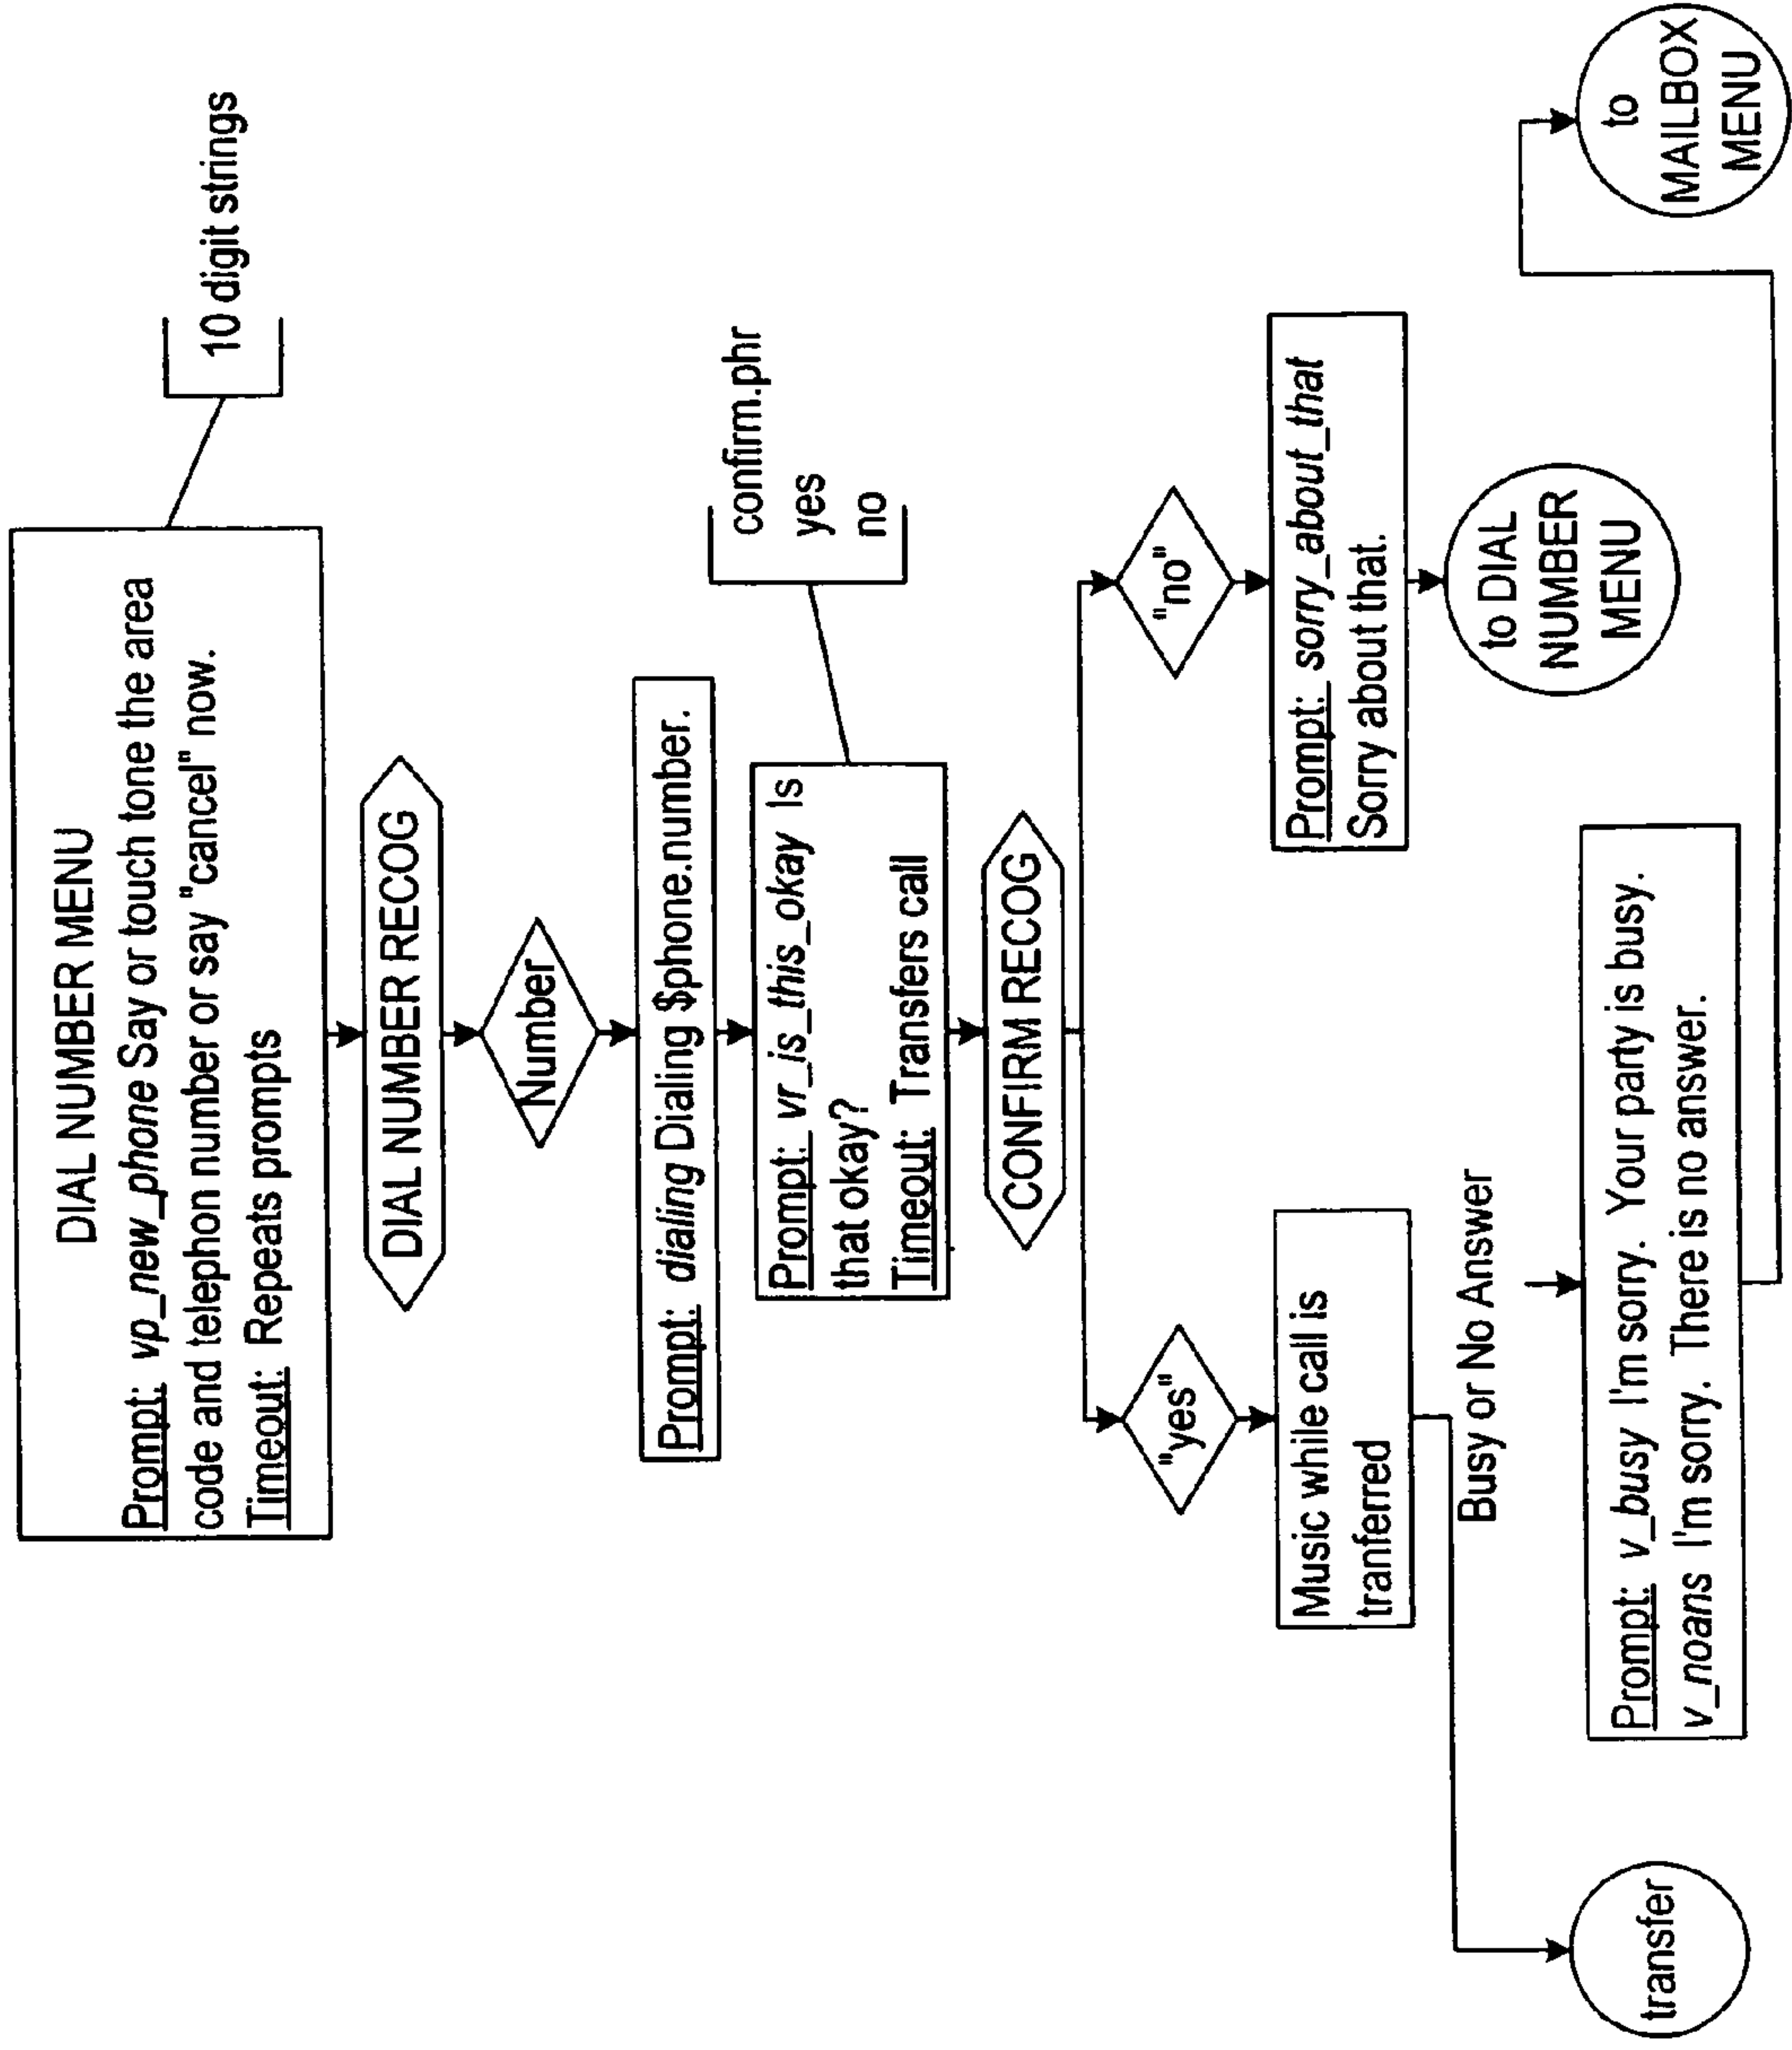 DIAL NUMBER MENU
Prompt: vp_new_phone Say or touch tone the area
code and telephon number or say "cancel" now.
Timeout: Repeats prompts
10 digit strings
DIAL NUMBER RECOG
Number
Prompt: dialing Dialing $phone.number.
Prompt: vr_is_this_okay Is
that okay?
Timeout: Transfers call
confirm.phr
yes
no
CONFIRM RECOG
"yes"
"no"
Music while call is
tranferred
Prompt: sorry_about_that
Sorry about that.
Busy or No Answer
to DIAL
NUMBER
MENU
transfer
Prompt: v_busy I'm sorry. Your party is busy.
v_noans I'm sorry. There is no answer.
to
MAILBOX
MENU